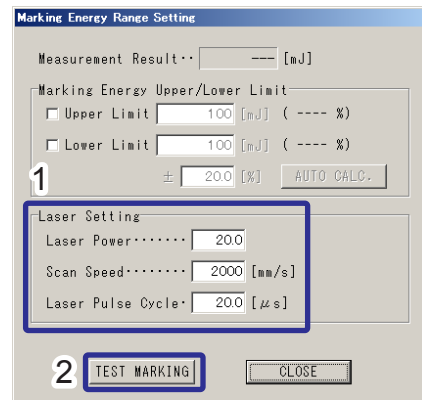 Marking Energy Range Setting
Measurement Result･･ --- [mJ]
Marking Energy Upper/Lower Limit
Upper Limit 100 [mJ] ( ---- %)
Lower Limit 100 [mJ] ( ---- %)
1
± 20.0 [%] AUTO CALC.
Laser Setting
Laser Power･･･････ 20.0
Scan Speed････････ 2000 [mm/s]
Laser Pulse Cycle･ 20.0 [μs]
2 TEST MARKING CLOSE